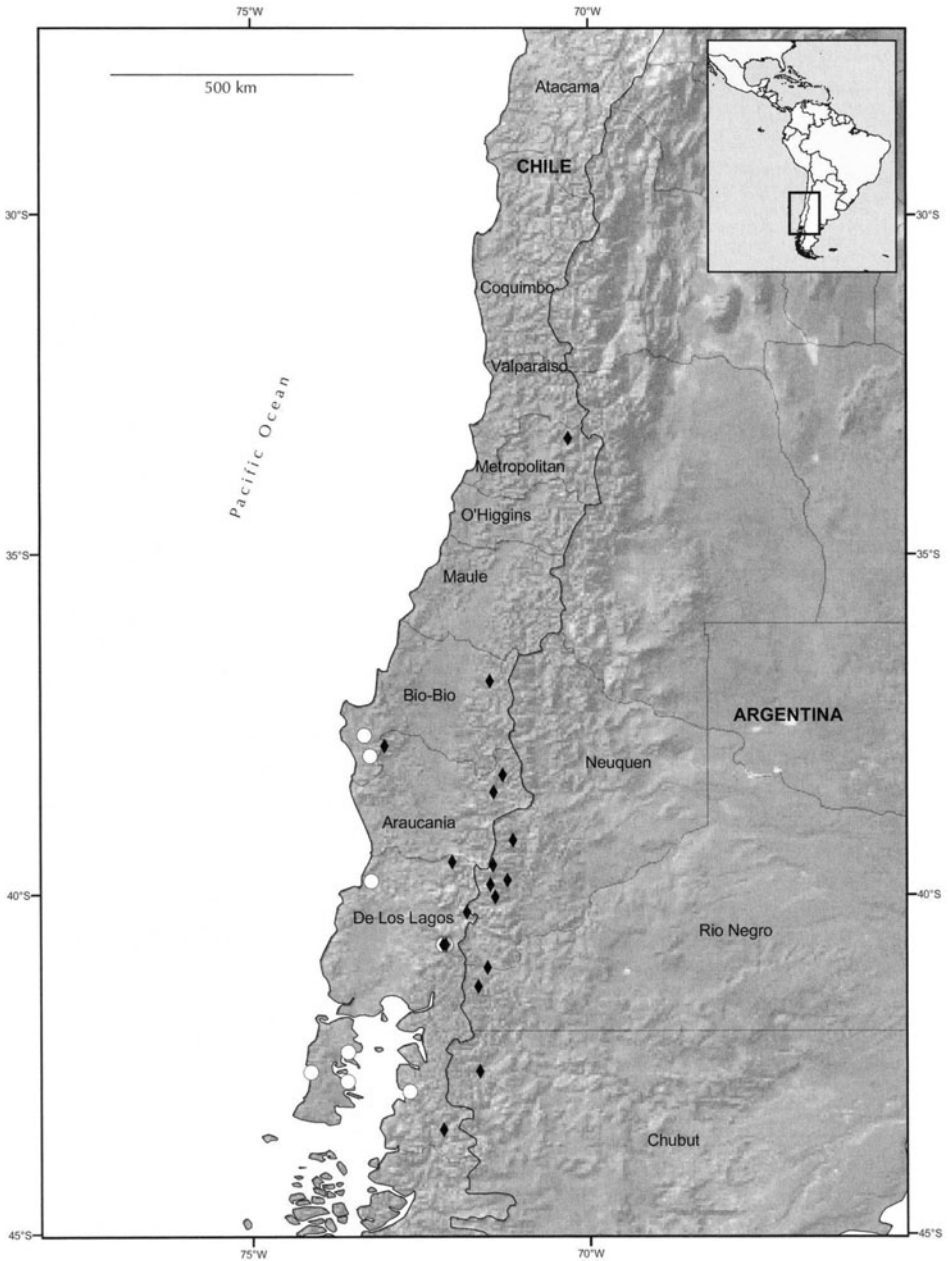 75°W
70°W
500 km
Atacama
CHILE
30°S
30°S
Coquimbo
Valparaiso
Pacific Ocean
Metropolitan
O'Higgins
35°S
35°S
Maule
Bio-Bio
ARGENTINA
Neuquen
Araucania
40°S
40°S
De Los Lagos
Rio Negro
Chubut
45°S
45°S
75°W
70°W